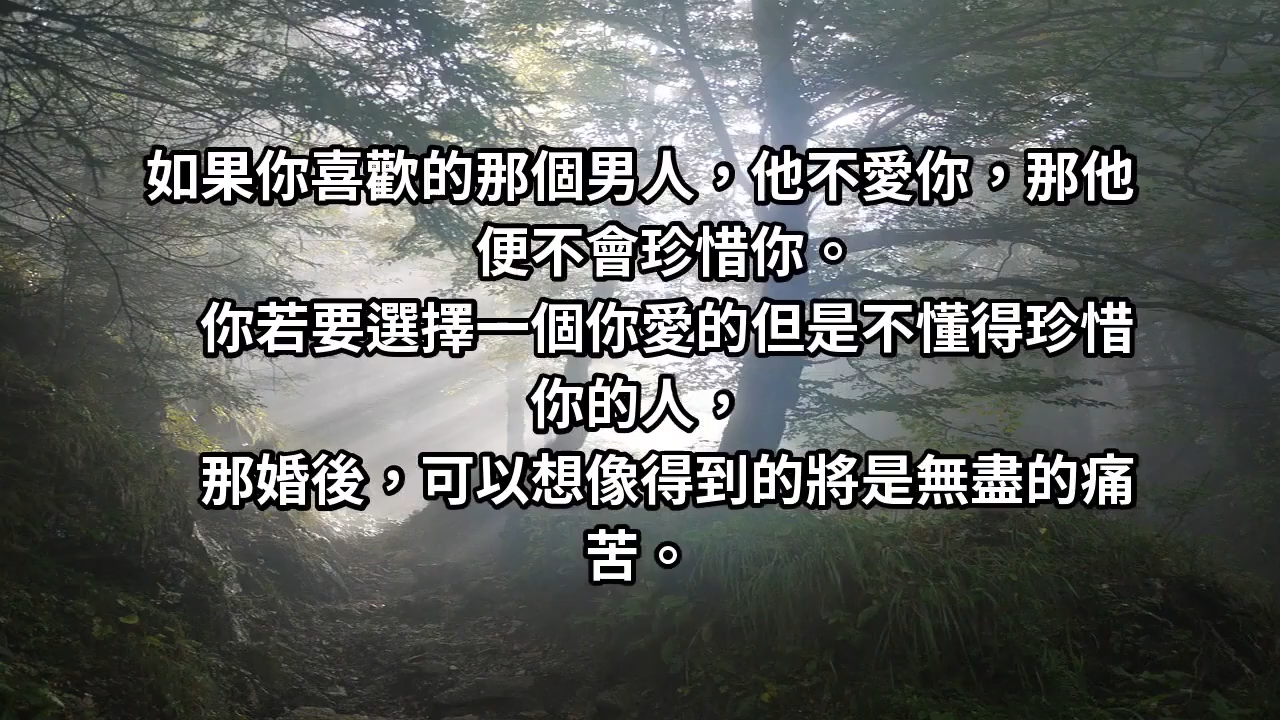 如果你喜歡的那個男人，他不愛你，那他
便不會珍惜你。
你若要選擇一個你愛的但是不懂得珍惜
你的人，
那婚後，可以想像得到的將是無盡的痛
苦。